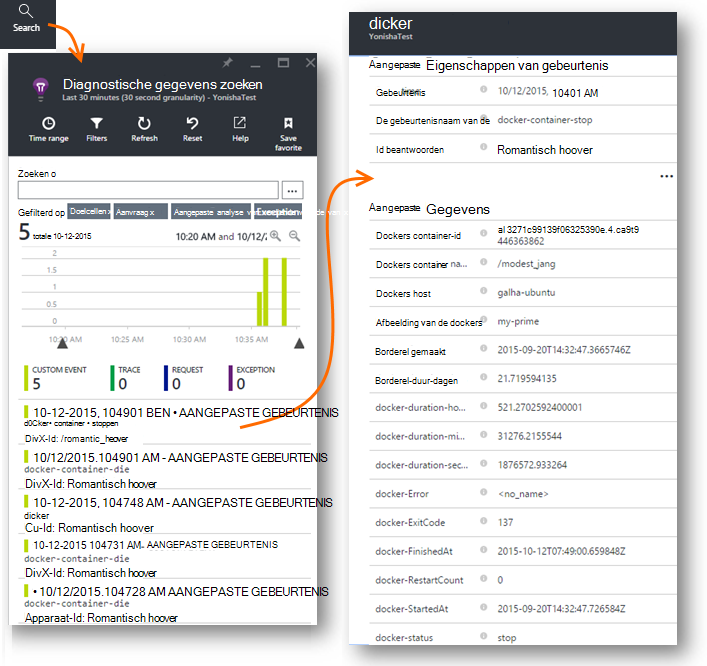 Search
Diagnostische gegevens zoeken
Last 30 minutes (30 second granularity) - YonishaTest
Time range
Filters
Refresh
Reset
Help
Save favorite
Zoeken o
...
Gefilterd op
Doelcellen x
Aanvraag x
Aangepaste analyse
Exception
5 totale 10-12-2015
10:20 AM and 10/12/
2
1.5
1
0.5
0
10:20 AM
10:25 AM
10:30 AM
10:35 AM
CUSTOM EVENT
5
TRACE
0
REQUEST
0
EXCEPTION
0
10-12-2015, 104901 BEN • AANGEPASTE GEBEURTENIS
d0Cker• container • stoppen
DivX-Id: /romantic_heover
10/12/2015.104901 AM - AANGEPASTE GEBEURTENIS
docker-container-die
DivX-Id: Romantisch hoover
10-12-2015, 104748 AM - AANGEPASTE GEBEURTENIS
dicker
Cu-Id: Romantisch hoover
10-12-2015 104731 AM- AANGEPASTE GEBEURTENIS
docker-container-die
DivX-Id: Romantisch hoover
• 10/12/2015.104728 AM AANGEPASTE GEBEURTENIS
docker-container-die
Apparaat-Id: Romantisch hoover
dicker
YonishaTest
Aangepaste Eigenschappen van gebeurtenis
Gebeurtenis 10/12/2015, 10401 AM
De gebeurtenisnaam van de docker-container-stop
Id beantwoorden Romantisch hoover
...
Aangepaste Gegevens
Dockers container-id al 3271c99139f06325390e.4.ca9t9
446363862
Dockers container na... /modest_jang
Dockers host galha-ubuntu
Afbeelding van de dockers my-prime
Borderel gemaakt 2015-09-20T14:32:47.3665746Z
Borderel-duur-dagen 21.719594135
docker-duration-ho... 521.2702592400001
docker-duration-mi... 31276.2155544
docker-duration-sec... 1876572.933264
docker-Error <no_name>
docker-ExitCode 137
docker-FinishedAt 2015-10-12T07:49:00.659848Z
docker-RestartCount 0
docker-StartedAt 2015-09-20T14:32:47.726584Z
docker-status stop